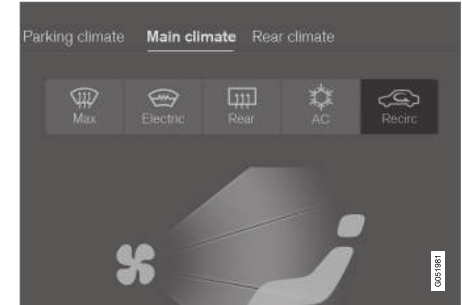 Parking climate Main climate Rear climate
Max Electric Rear AC Recirc
G051981